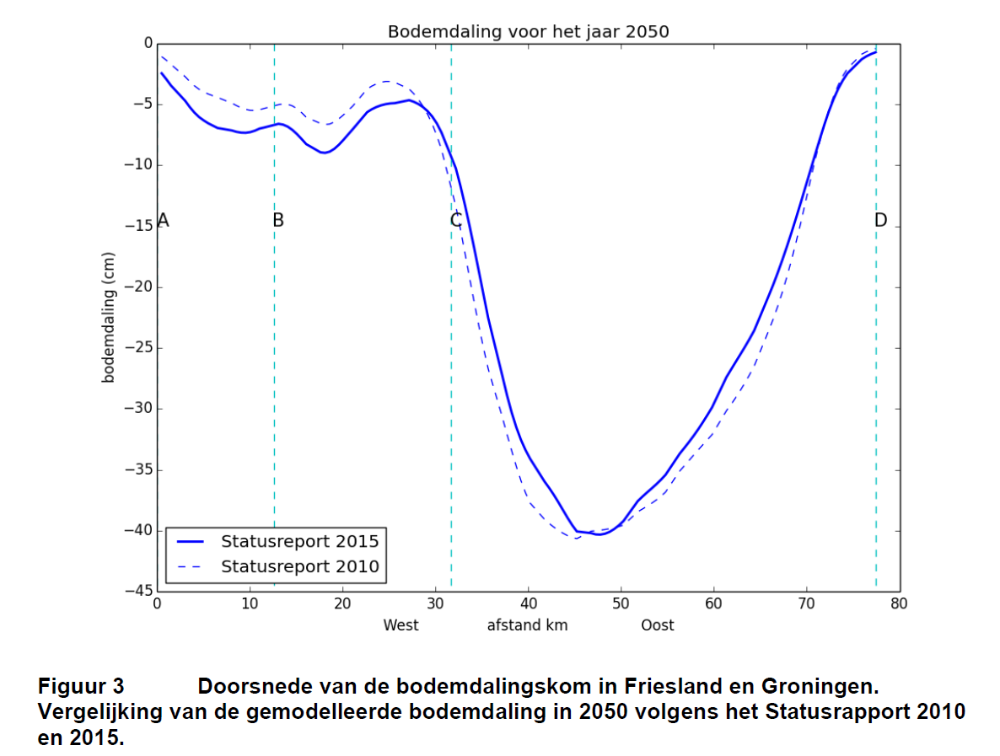 Bodemdaling voor het jaar 2050
0
−5
−10
−15
−20
−25
−30
−35
−40
−45
bodemdaling (cm)
A
B
C
D
Statusreport 2015
Statusreport 2010
0 10 20 30 40 50 60 70 80
West afstand km Oost
Figuur 3 Doorsnede van de bodemdalingskom in Friesland en Groningen.
Vergelijking van de gemodelleerde bodemdaling in 2050 volgens het Statusrapport 2010
en 2015.